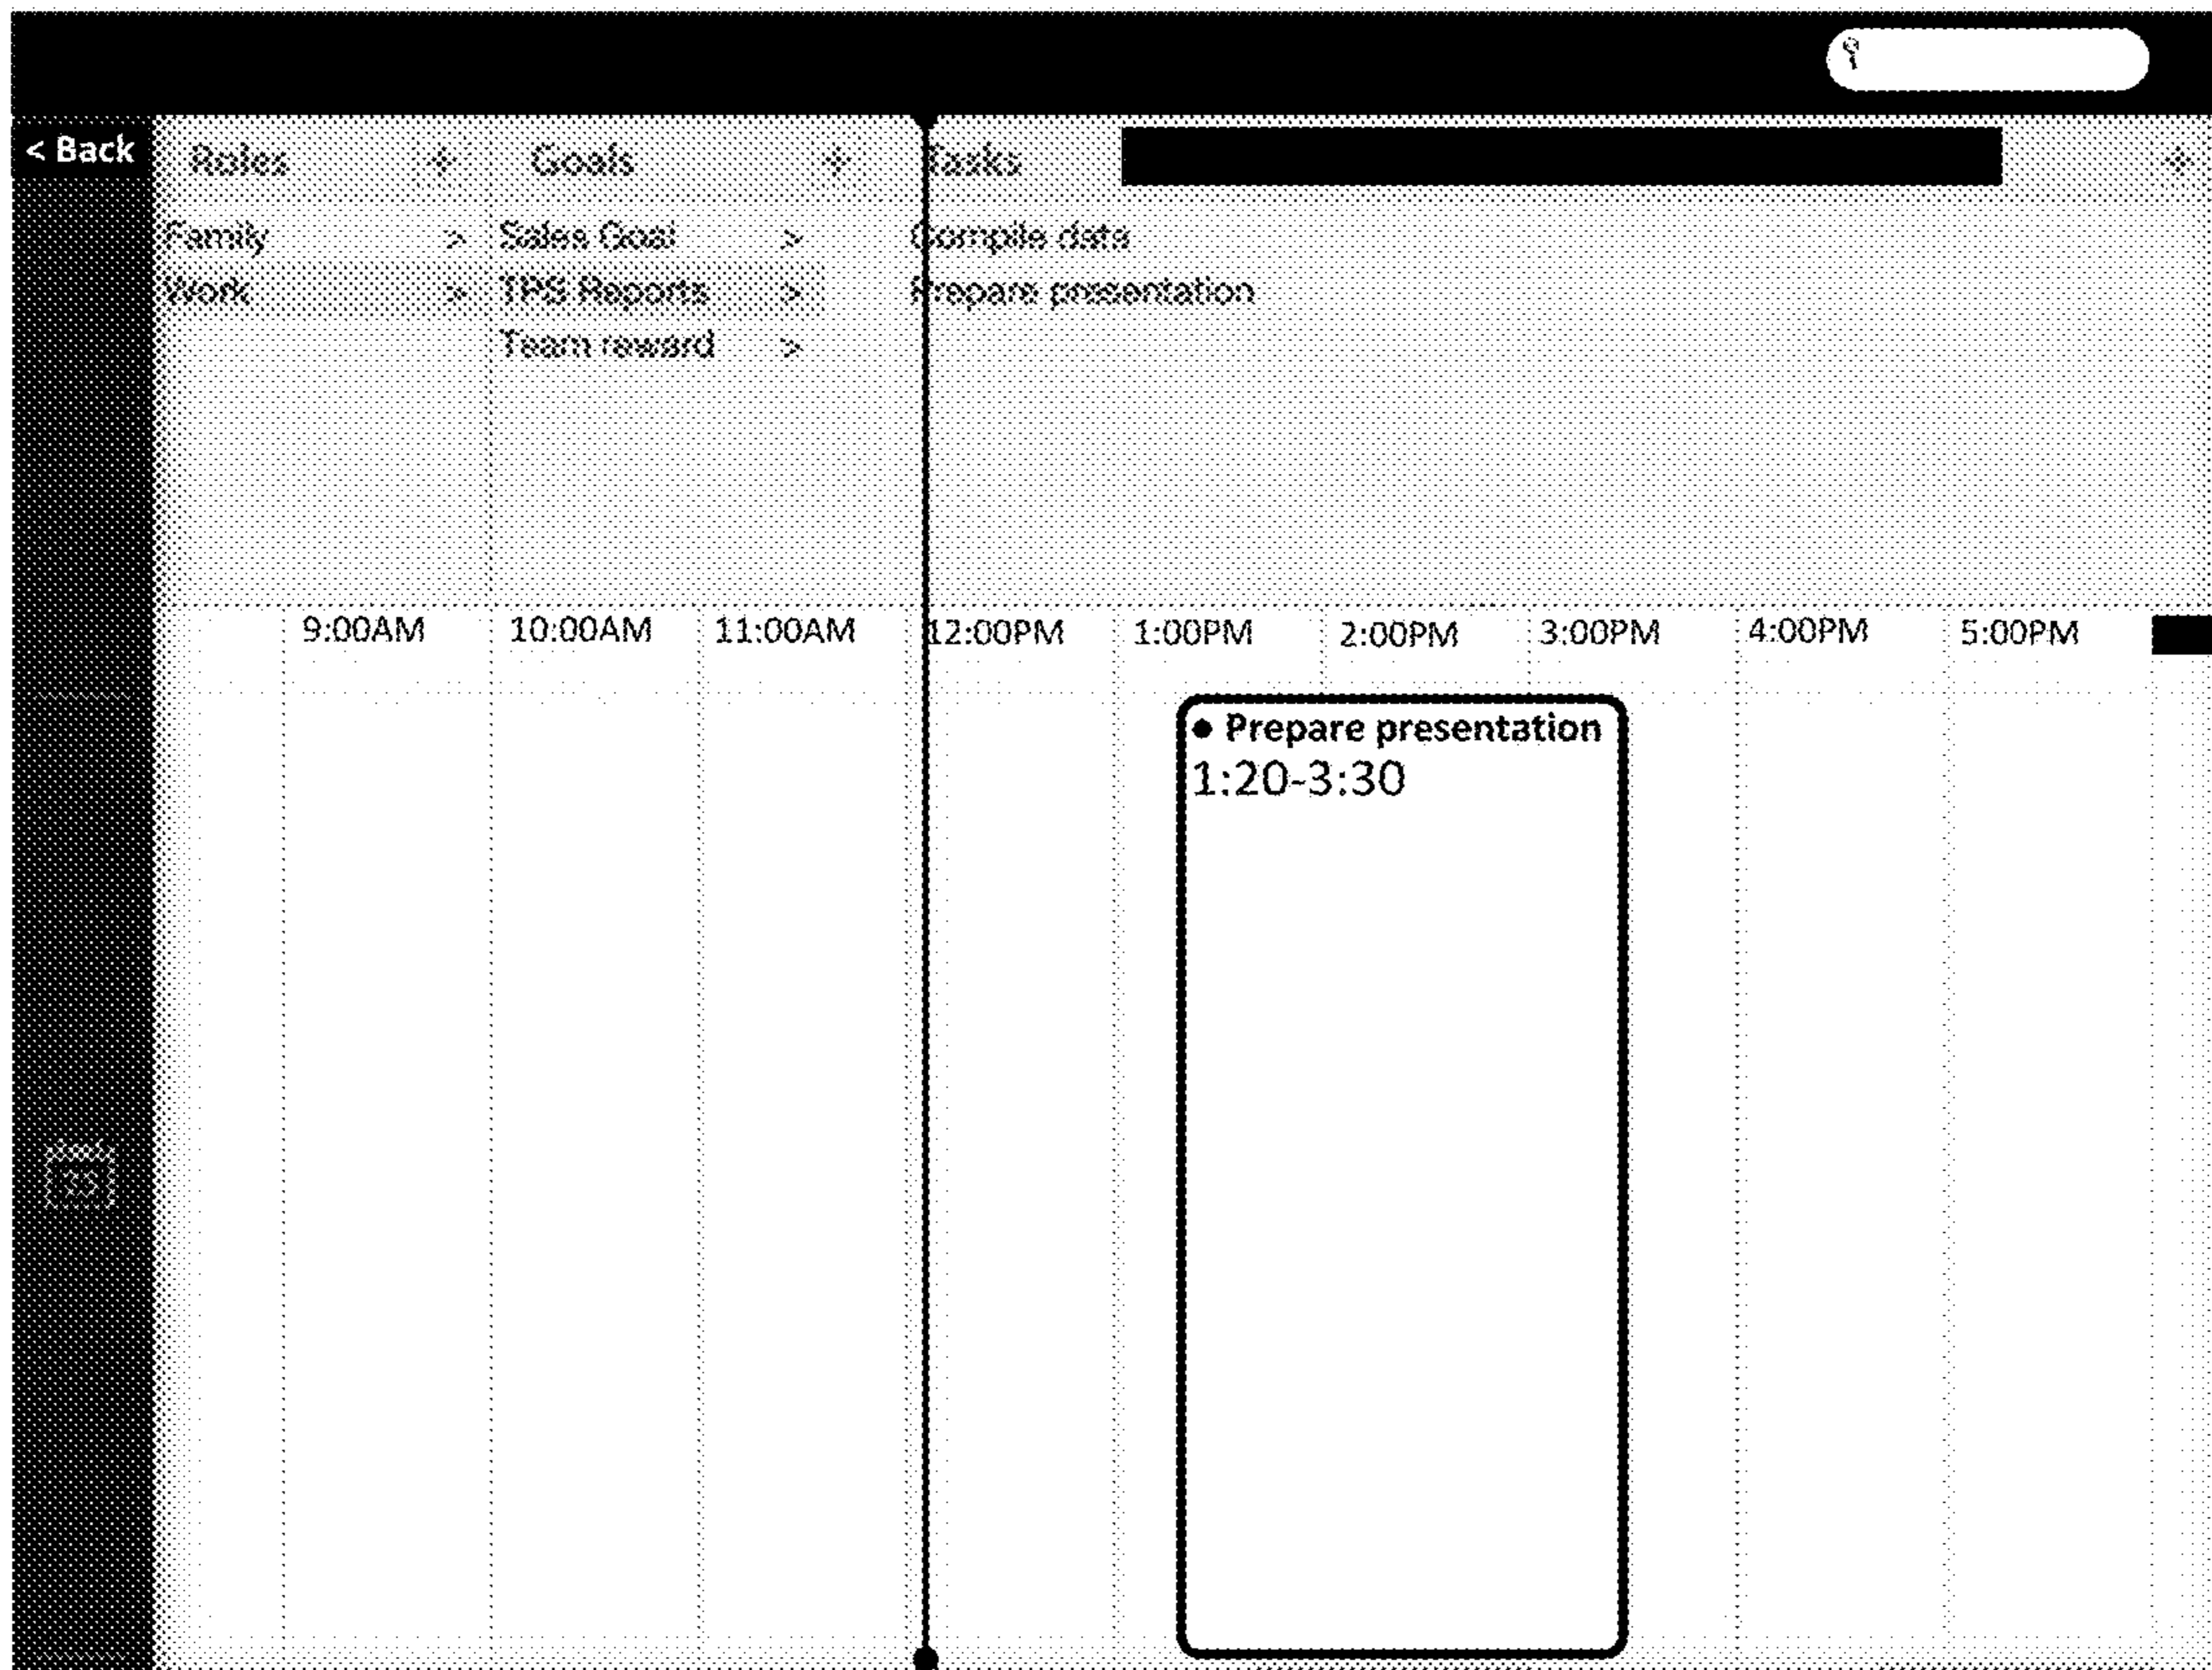 < Back
Roles + Goals + Tasks +
Family > Sales Goal > Compile data
Work > TPS Reports > Prepare presentation
Team reward >
9:00AM 10:00AM 11:00AM 12:00PM 1:00PM 2:00PM 3:00PM 4:00PM 5:00PM
• Prepare presentation
1:20-3:30